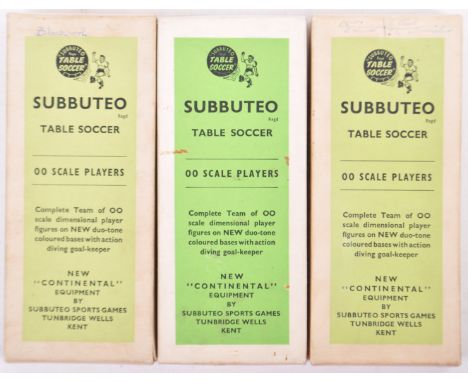 SUBBUTEO
TABLE
SOCCER
SUBBUTEO
Regd
TABLE SOCCER
OO SCALE PLAYERS
Complete Team of OO
scale dimensional player
figures on NEW duo-tone
coloured bases with action
diving goal-keeper
NEW
"CONTINENTAL"
EQUIPMENT
BY
SUBBUTEO SPORTS GAMES
TUNBRIDGE WELLS
KENT
SUBBUTEO
TABLE
SOCCER
SUBBUTEO
Regd
TABLE SOCCER
OO SCALE PLAYERS
Complete Team of OO
scale dimensional player
figures on NEW duo-tone
coloured bases with action
diving goal-keeper
NEW
"CONTINENTAL"
EQUIPMENT
BY
SUBBUTEO SPORTS GAMES
TUNBRIDGE WELLS
KENT
SUBBUTEO
TABLE
SOCCER
SUBBUTEO
Regd
TABLE SOCCER
OO SCALE PLAYERS
Complete Team of OO
scale dimensional player
figures on NEW duo-tone
coloured bases with action
diving goal-keeper
NEW
"CONTINENTAL"
EQUIPMENT
BY
SUBBUTEO SPORTS GAMES
TUNBRIDGE WELLS
KENT